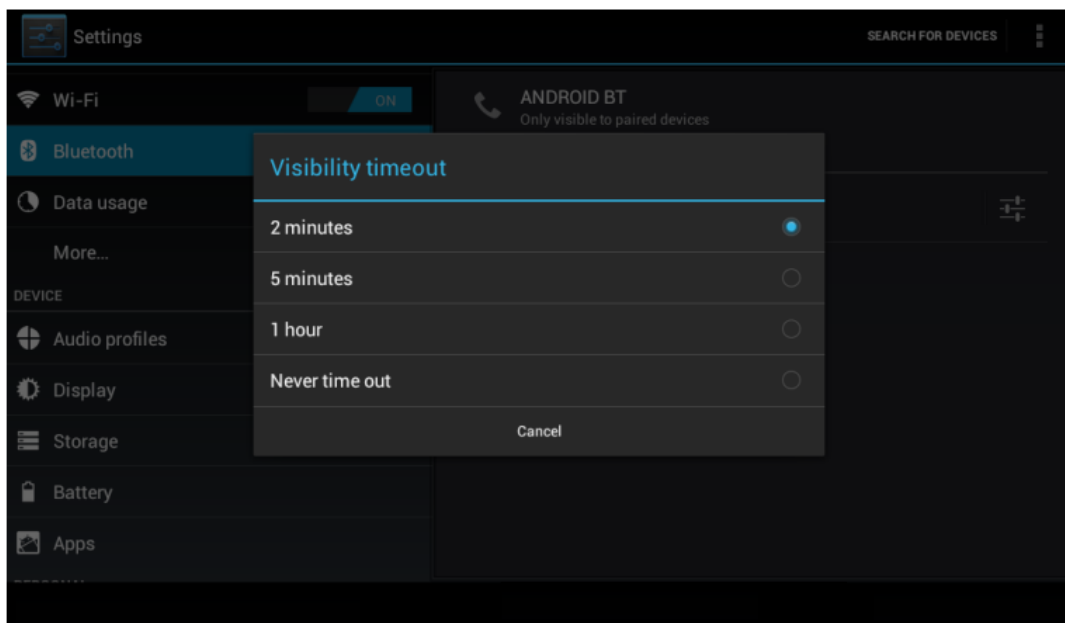 Settings
SEARCH FOR DEVICES
Wi-Fi
ON
ANDROID BT
Only visible to paired devices
Bluetooth
Visibility timeout
Data usage
2 minutes
More...
5 minutes
DEVICE
1 hour
Audio profiles
Never time out
Display
Cancel
Storage
Battery
Apps